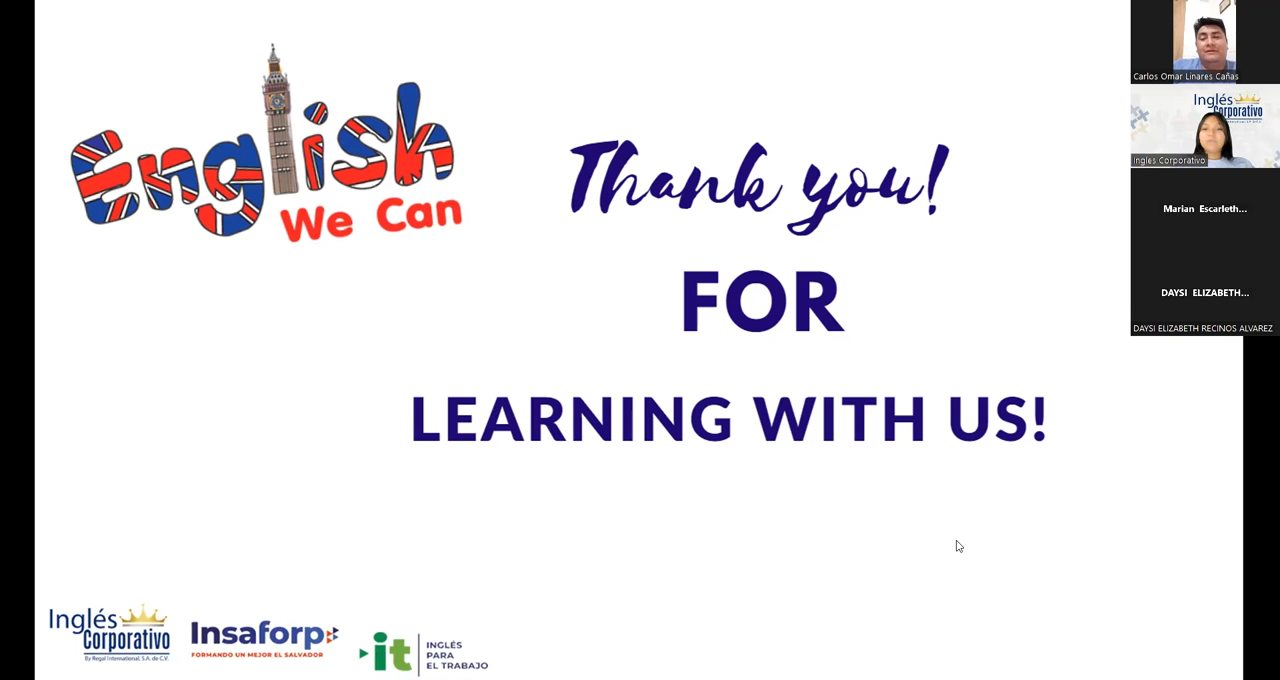 English
We Can
Thank you!
FOR
LEARNING WITH US!
Inglés
Corporativo
By Regal International, S.A. de C.V.
Insaforp
FORMANDO UN MEJOR EL SALVADOR
it
INGLÉS
PARA
EL TRABAJO
Carlos Omar Linares Cañas
Inglés
Corporativo
Ingles Corporativo
Marian Escarleth...
DAYSI ELIZABETH...
DAYSI ELIZABETH RECINOS ALVAREZ